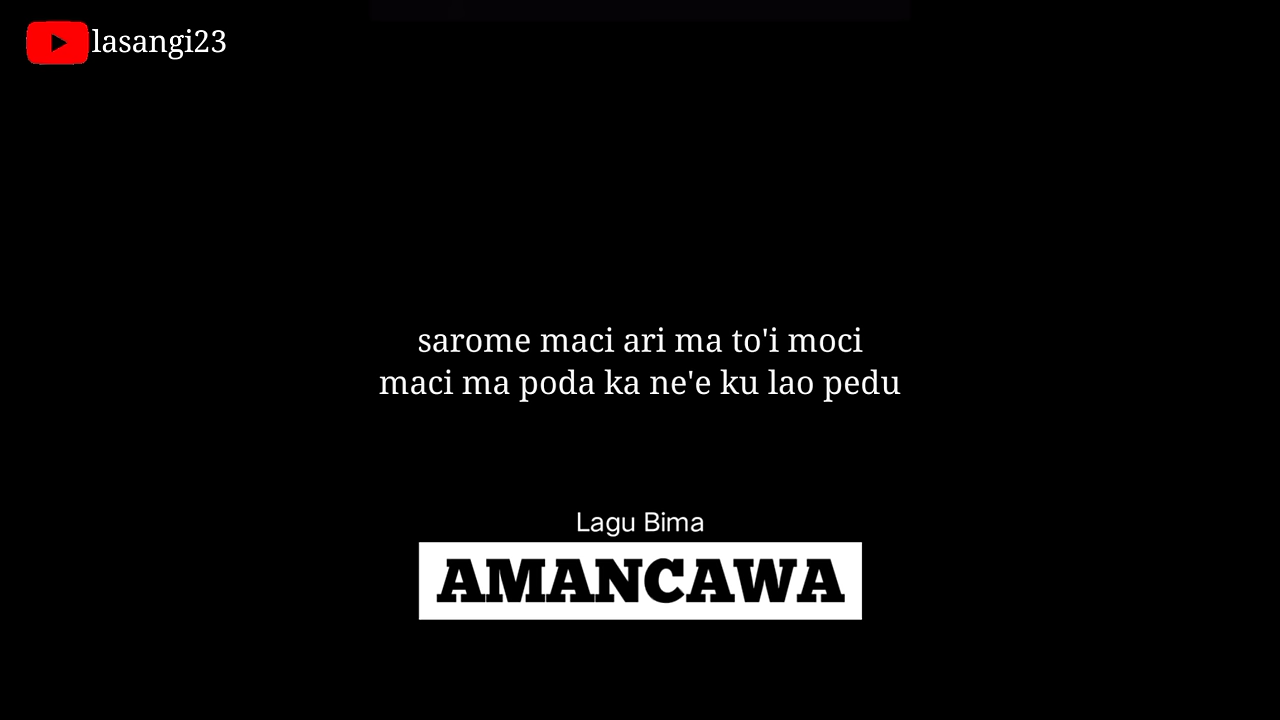 lasangi23
sarome maci ari ma to'i moci
maci ma poda ka ne'e ku lao pedu
Lagu Bima
AMANCAWA